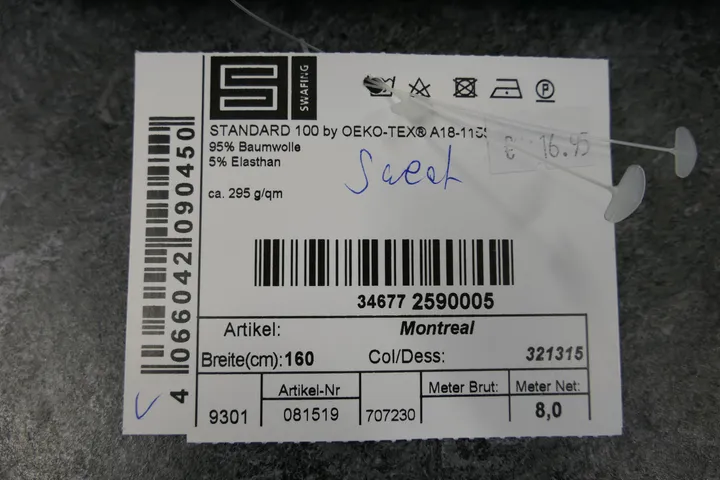 SWAFING
STANDARD 100 by OEKO-TEX® A18-115
€ 16.95
95% Baumwolle
5% Elasthan
Sweat
ca. 295 g/qm
34677 2590005
Artikel: Montreal
Breite(cm): 160 Col/Dess: 321315
Artikel-Nr Meter Brut: Meter Net:
9301 081519 707230 8,0
4 066042 090450